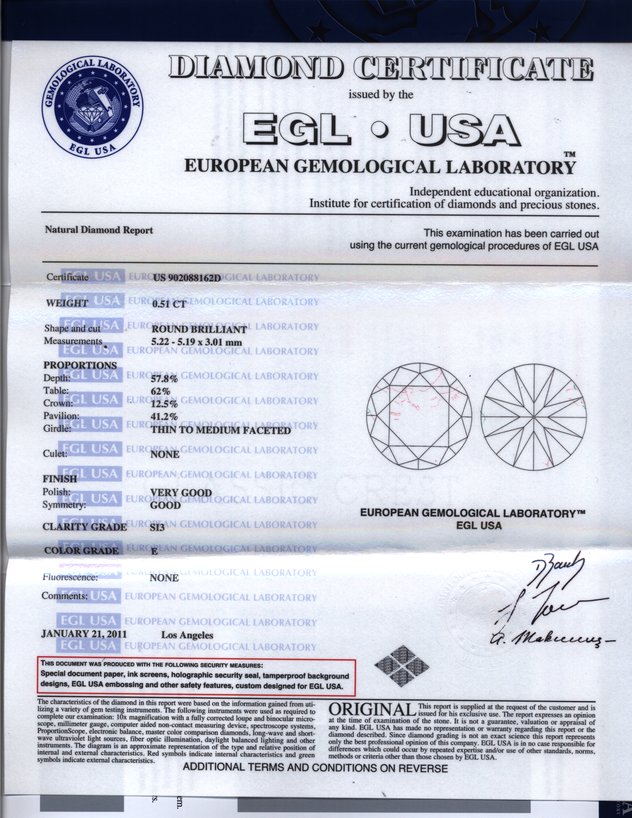 DIAMOND CERTIFICATE
issued by the
EGL • USA
EUROPEAN GEMOLOGICAL LABORATORY™
GEMOLOGICAL LABORATORY
EGL USA
Independent educational organization.
Institute for certification of diamonds and precious stones.
Natural Diamond Report
This examination has been carried out
using the current gemological procedures of EGL USA
Certificate US 902088162D
WEIGHT 0.51 CT
Shape and cut ROUND BRILLIANT
Measurements 5.22 - 5.19 x 3.01 mm
PROPORTIONS
Depth: 57.8%
Table: 62%
Crown: 12.5%
Pavilion: 41.2%
Girdle: THIN TO MEDIUM FACETED
Culet: NONE
FINISH
Polish: VERY GOOD
Symmetry: GOOD
CLARITY GRADE SI3
COLOR GRADE E
Fluorescence: NONE
Comments:
EGL USA EUROPEAN GEMOLOGICAL LABORATORY
JANUARY 21, 2011 Los Angeles
EUROPEAN GEMOLOGICAL LABORATORY™
EGL USA
THIS DOCUMENT WAS PRODUCED WITH THE FOLLOWING SECURITY MEASURES:
Special document paper, ink screens, holographic security seal, tamperproof background
designs, EGL USA embossing and other safety features, custom designed for EGL USA.
The characteristics of the diamond in this report were based on the information gained from uti-
lizing a variety of gem testing instruments. The following instruments were used in order to
complete our examination: 10x magnification with a fully corrected loupe and binocular micro-
scope, millimeter gauge, computer aided non-contact measuring device, spectroscope systems,
ProportionScope, electronic balance, master color comparison diamonds, long-wave and short-
wave ultraviolet light sources, fiber optic illumination, daylight balanced lighting and other
instruments. The diagram is an approximate representation of the type and relative position of
internal and external characteristics. Red symbols indicate internal characteristics and green
symbols indicate external characteristics.
ORIGINAL This report is supplied at the request of the customer and is
issued for his exclusive use. The report expresses an opinion
at the time of examination of the stone. It is not a guarantee, valuation or appraisal of
any kind. EGL USA has made no representation or warranty regarding this report or the
diamond described. Since diamond grading is not an exact science this report represents
only the best professional opinion of this company. EGL USA is in no case responsible for
differences which could occur by repeated expertise and/or use of other standards, norms,
methods or criteria other than those chosen by EGL USA.
ADDITIONAL TERMS AND CONDITIONS ON REVERSE